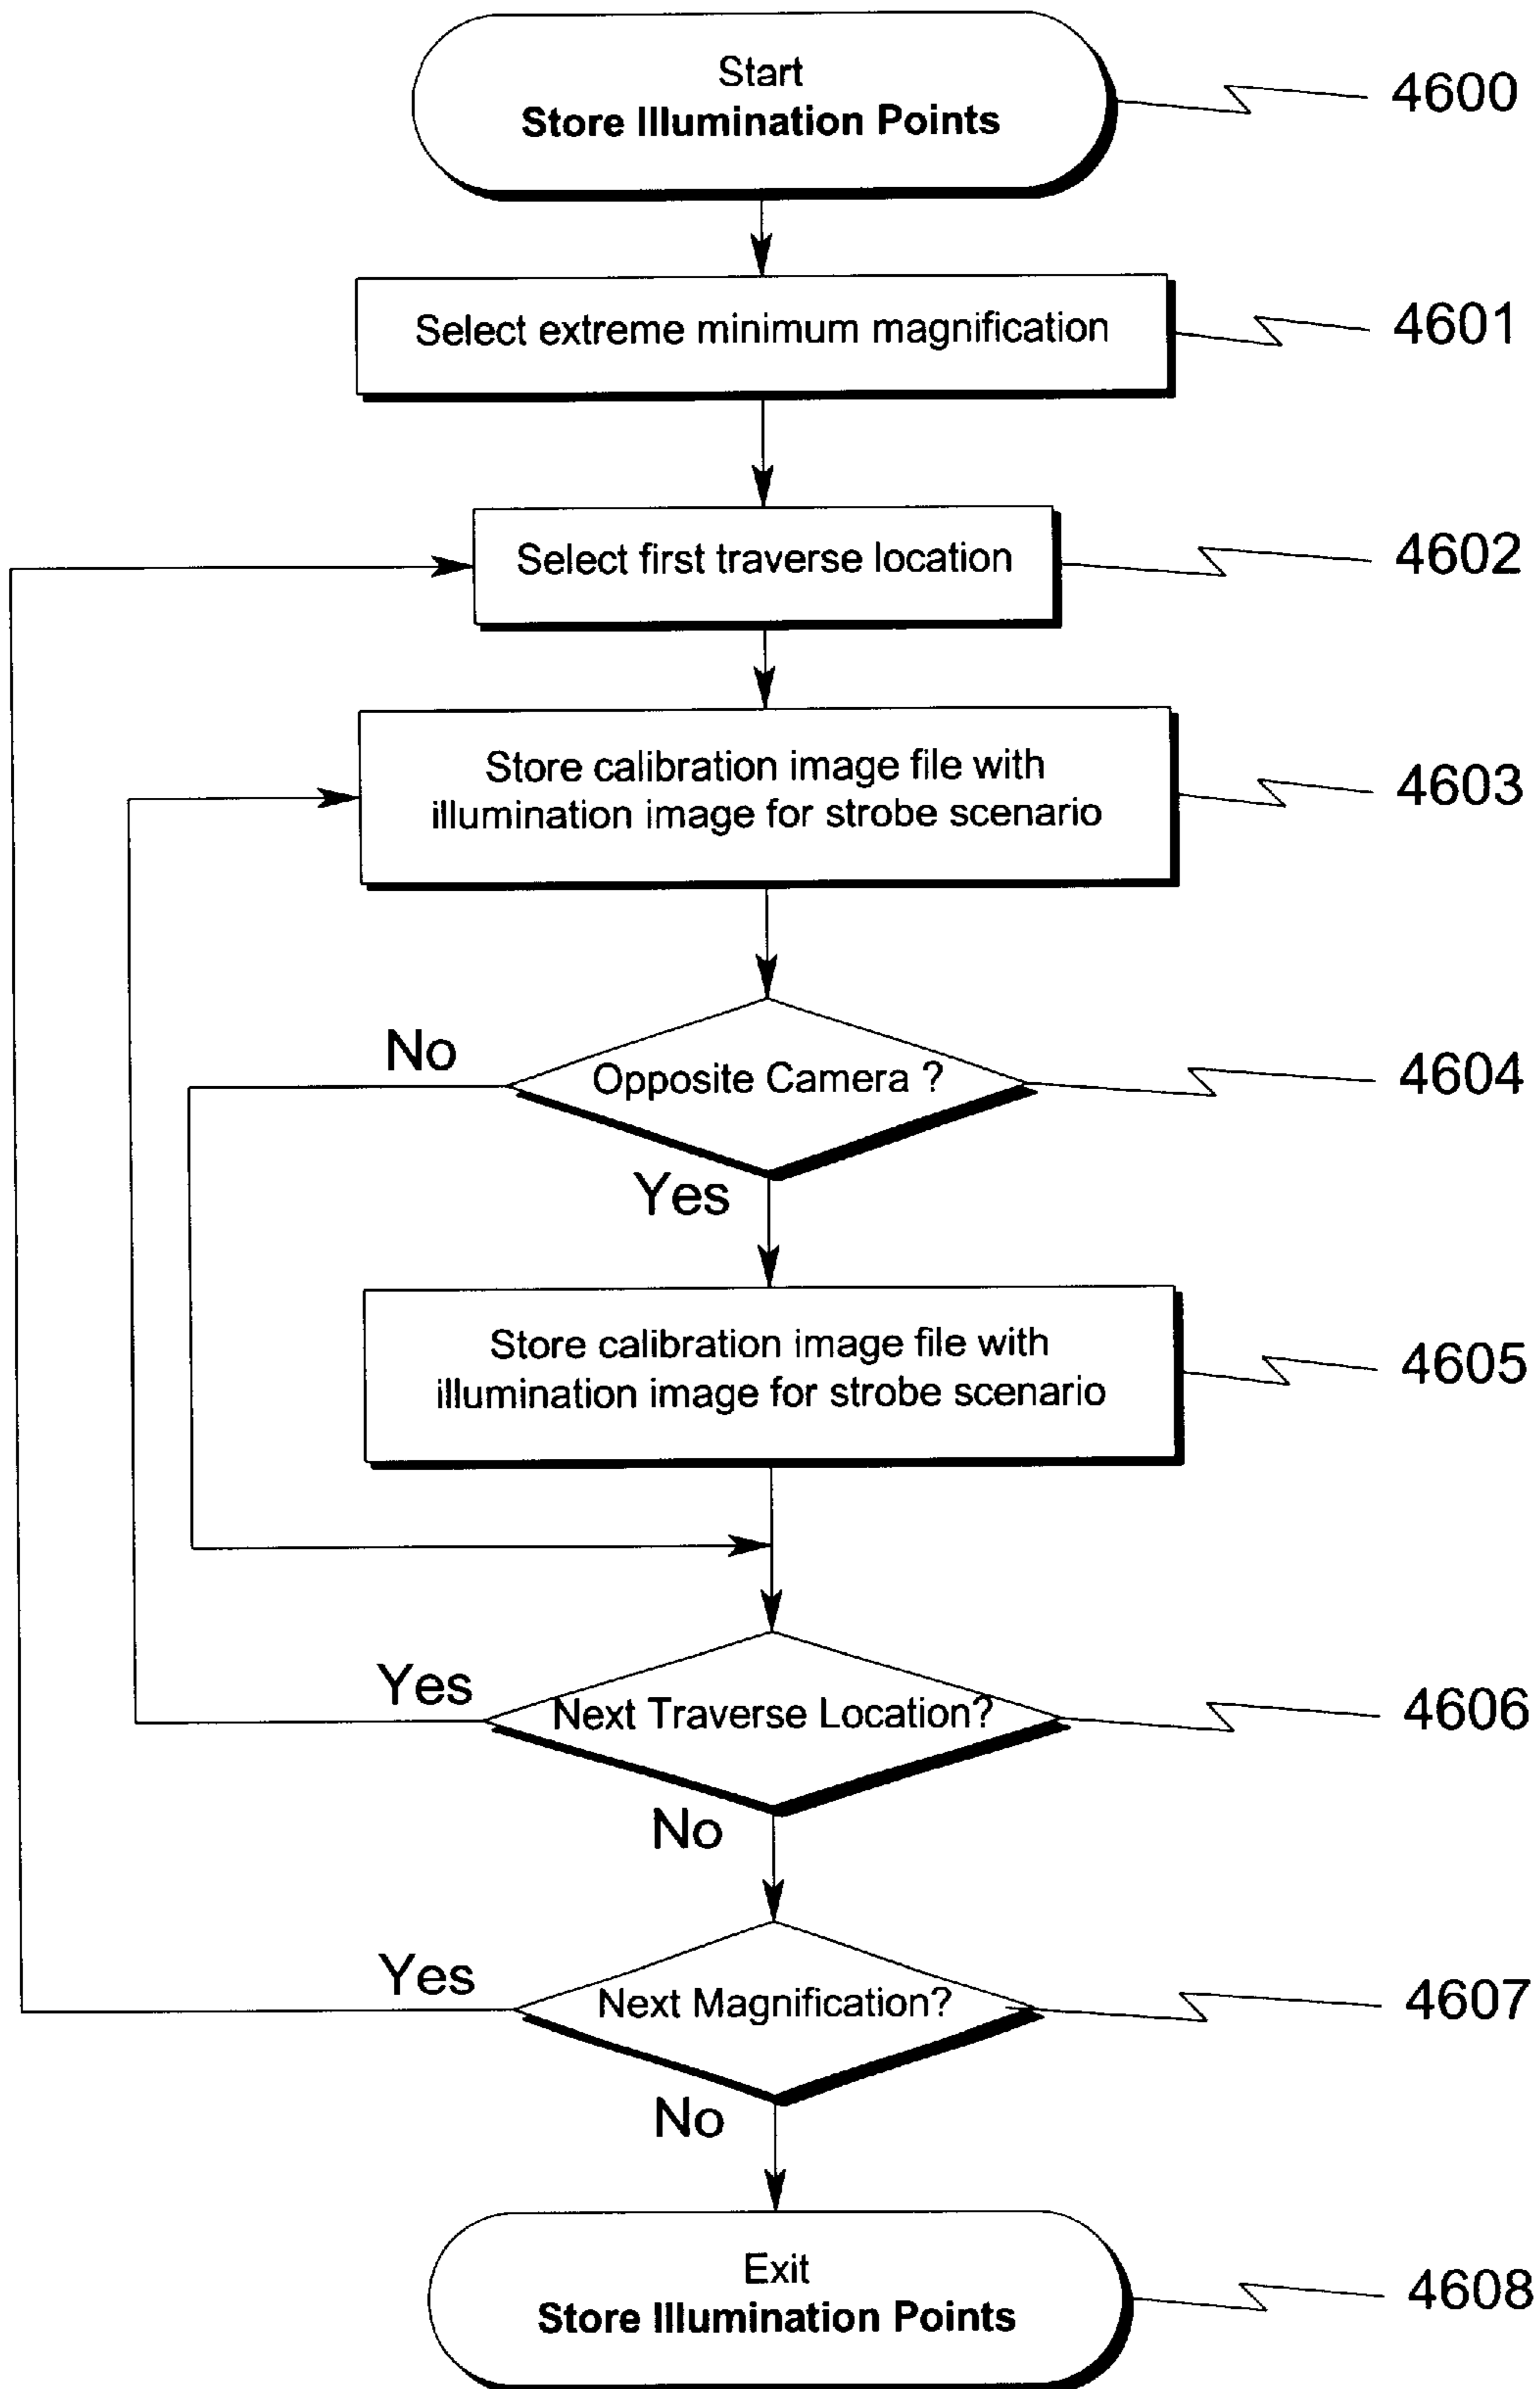 Start
Store Illumination Points
4600
Select extreme minimum magnification
4601
Select first traverse location
4602
Store calibration image file with
illumination image for strobe scenario
4603
No
Opposite Camera ?
4604
Yes
Store calibration image file with
illumination image for strobe scenario
4605
Yes
Next Traverse Location?
4606
No
Yes
Next Magnification?
4607
No
Exit
Store Illumination Points
4608